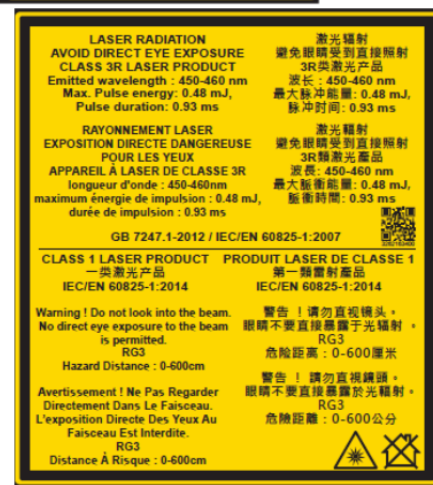 LASER RADIATION
AVOID DIRECT EYE EXPOSURE
CLASS 3R LASER PRODUCT
Emitted wavelength : 450-460 nm
Max. Pulse energy: 0.48 mJ,
Pulse duration: 0.93 ms
激光辐射
避免眼睛受到直接照射
3R类激光产品
波长 : 450-460 nm
最大脉冲能量: 0.48 mJ,
脉冲时间: 0.93 ms
RAYONNEMENT LASER
EXPOSITION DIRECTE DANGEREUSE
POUR LES YEUX
APPAREIL À LASER DE CLASSE 3R
longueur d'onde : 450-460nm
maximum énergie de impulsion : 0.48 mJ,
durée de impulsion : 0.93 ms
激光輻射
避免眼睛受到直接照射
3R類激光產品
波長: 450-460 nm
最大脈衝能量: 0.48 mJ,
脈衝時間: 0.93 ms
GB 7247.1-2012 / IEC/EN 60825-1:2007
CLASS 1 LASER PRODUCT
一类激光产品
IEC/EN 60825-1:2014
PRODUIT LASER DE CLASSE 1
第一類雷射產品
IEC/EN 60825-1:2014
Warning ! Do not look into the beam.
No direct eye exposure to the beam
is permitted.
RG3
Hazard Distance : 0-600cm
警告 ! 请勿直视镜头。
眼睛不要直接暴露于光辐射 。
RG3
危险距离 : 0-600厘米
Avertissement ! Ne Pas Regarder
Directement Dans Le Faisceau.
L'exposition Directe Des Yeux Au
Faisceau Est Interdite.
RG3
Distance À Risque : 0-600cm
警告 ! 請勿直視鏡頭。
眼睛不要直接暴露於光輻射。
RG3
危險距離 : 0-600公分